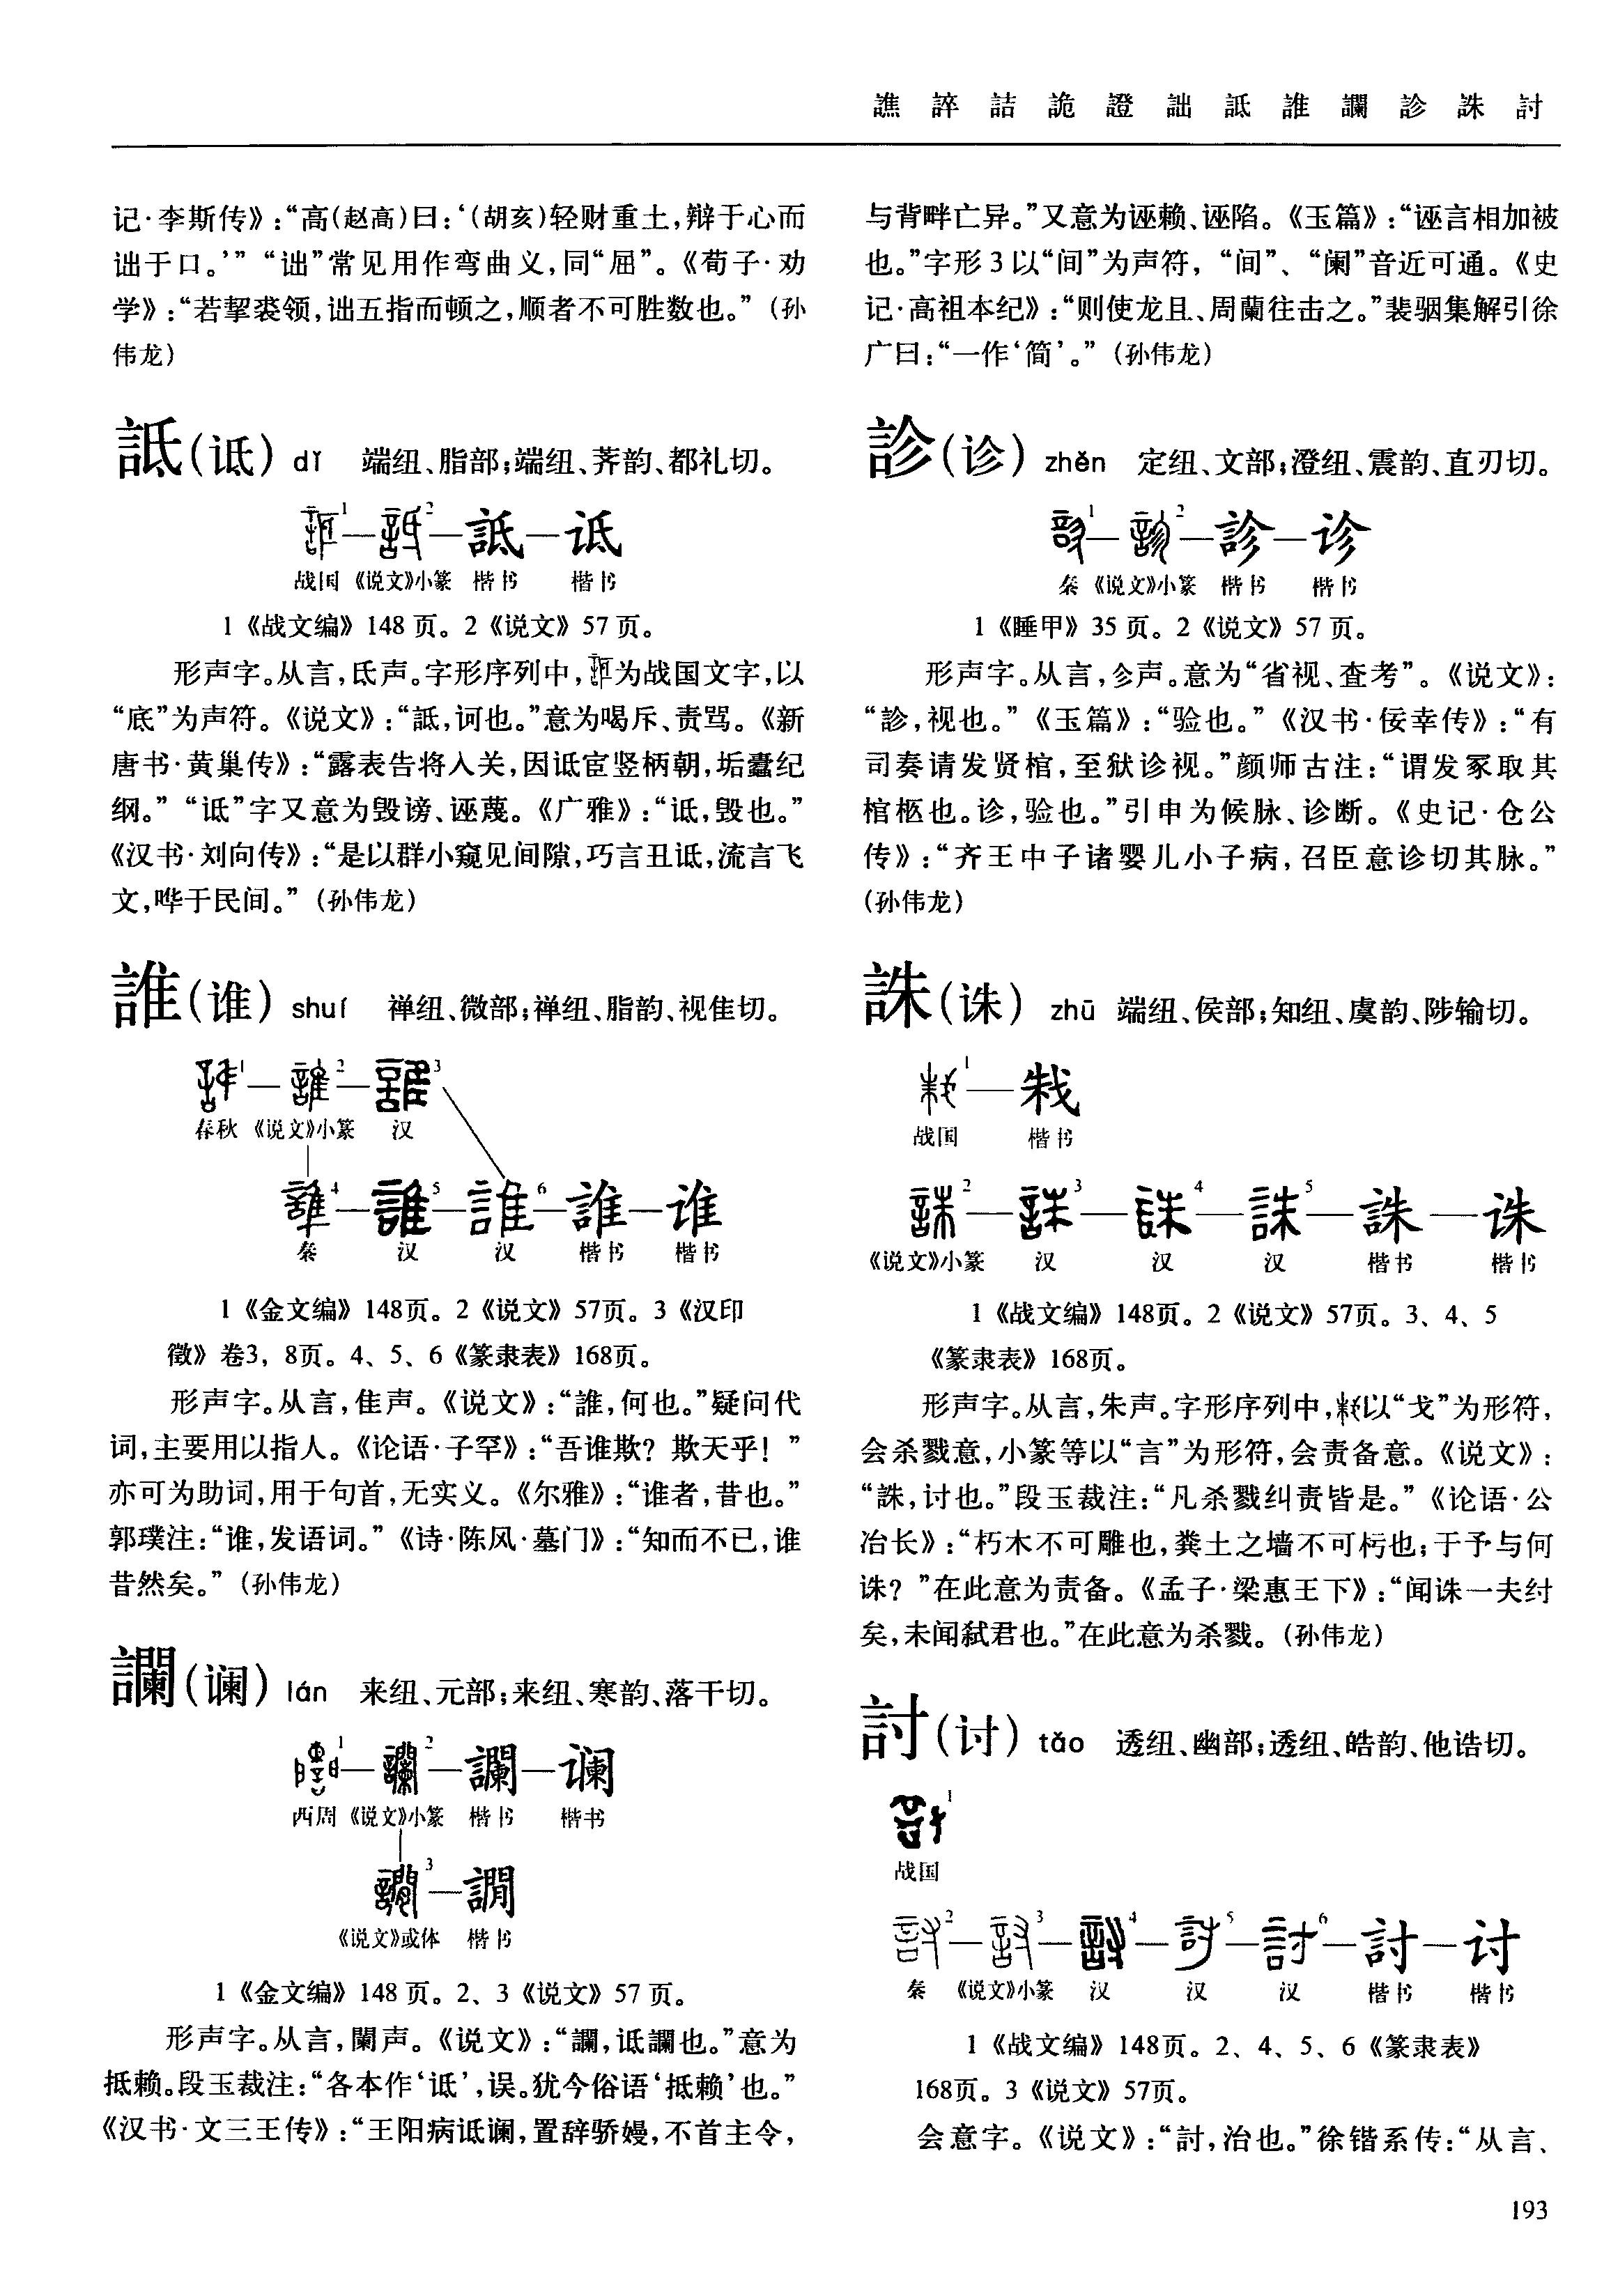 譙 誶 詰 詭 證 詘 詆 誰 讕 診 誅 討
记·李斯传》：“高(赵高)曰：‘(胡亥)轻财重士，辩于心而
诎于口。’” “诎”常见用作弯曲义，同“屈”。《荀子·劝
学》：“若挈裘领，诎五指而顿之，顺者不可胜数也。” (孙
伟龙)
詆(诋) dǐ 端纽、脂部；端纽、荠韵、都礼切。
1—2—詆—诋
战国 《说文》小篆 楷书 楷书
1《战文编》148页。2《说文》57页。
形声字。从言，氐声。字形序列中，为战国文字，以
“底”为声符。《说文》：“詆，诃也。”意为喝斥、责骂。《新
唐书·黄巢传》：“露表告将入关，因诋宦竖柄朝，垢蠹纪
纲。” “诋”字又意为毁谤、诬蔑。《广雅》：“诋，毁也。”
《汉书·刘向传》：“是以群小窥见间隙，巧言丑诋，流言飞
文，哗于民间。” (孙伟龙)
誰(谁) shuí 禅纽、微部；禅纽、脂韵、视隹切。
1—2—3
春秋 《说文》小篆 汉
4—5—6—誰—谁
秦 汉 汉 楷书 楷书
1《金文编》148页。2《说文》57页。3《汉印
徵》卷3，8页。4、5、6《篆隶表》168页。
形声字。从言，隹声。《说文》：“誰，何也。”疑问代
词，主要用以指人。《论语·子罕》：“吾谁欺？欺天乎！”
亦可为助词，用于句首，无实义。《尔雅》：“谁者，昔也。”
郭璞注：“谁，发语词。”《诗·陈风·墓门》：“知而不已，谁
昔然矣。” (孙伟龙)
讕(谰) lán 来纽、元部；来纽、寒韵、落干切。
1—2—讕—谰
西周 《说文》小篆 楷书 楷书
3—譋
《说文》或体 楷书
1《金文编》148页。2、3《说文》57页。
形声字。从言，闌声。《说文》：“讕，诋讕也。”意为
抵赖。段玉裁注：“各本作‘诋’，误。犹今俗语‘抵赖’也。”
《汉书·文三王传》：“王阳病诋谰，置辞骄嫚，不首主令，
与背畔亡异。”又意为诬赖、诬陷。《玉篇》：“诬言相加被
也。”字形3以“间”为声符，“间”、“阑”音近可通。《史
记·高祖本纪》：“则使龙且、周蘭往击之。”裴骃集解引徐
广曰：“一作‘简’。” (孙伟龙)
診(诊) zhěn 定纽、文部；澄纽、震韵、直刃切。
1—2—診—诊
秦 《说文》小篆 楷书 楷书
1《睡甲》35页。2《说文》57页。
形声字。从言，㐱声。意为“省视、查考”。《说文》：
“診，视也。”《玉篇》：“验也。”《汉书·佞幸传》：“有
司奏请发贤棺，至狱诊视。”颜师古注：“谓发冢取其
棺柩也。诊，验也。”引申为候脉、诊断。《史记·仓公
传》：“齐王中子诸婴儿小子病，召臣意诊切其脉。”
(孙伟龙)
誅(诛) zhū 端纽、侯部；知纽、虞韵、陟输切。
1—𢦓
战国 楷书
2—3—4—5—誅—诛
《说文》小篆 汉 汉 汉 楷书 楷书
1《战文编》148页。2《说文》57页。3、4、5
《篆隶表》168页。
形声字。从言，朱声。字形序列中，以“戈”为形符，
会杀戮意，小篆等以“言”为形符，会责备意。《说文》：
“誅，讨也。”段玉裁注：“凡杀戮纠责皆是。”《论语·公
冶长》：“朽木不可雕也，粪土之墙不可杇也；于予与何
诛？”在此意为责备。《孟子·梁惠王下》：“闻诛一夫纣
矣，未闻弑君也。”在此意为杀戮。(孙伟龙)
討(讨) tǎo 透纽、幽部；透纽、皓韵、他浩切。
1
战国
2—3—4—5—6—討—讨
秦 《说文》小篆 汉 汉 汉 楷书 楷书
1《战文编》148页。2、4、5、6《篆隶表》
168页。3《说文》57页。
会意字。《说文》：“討，治也。”徐锴系传：“从言、
193